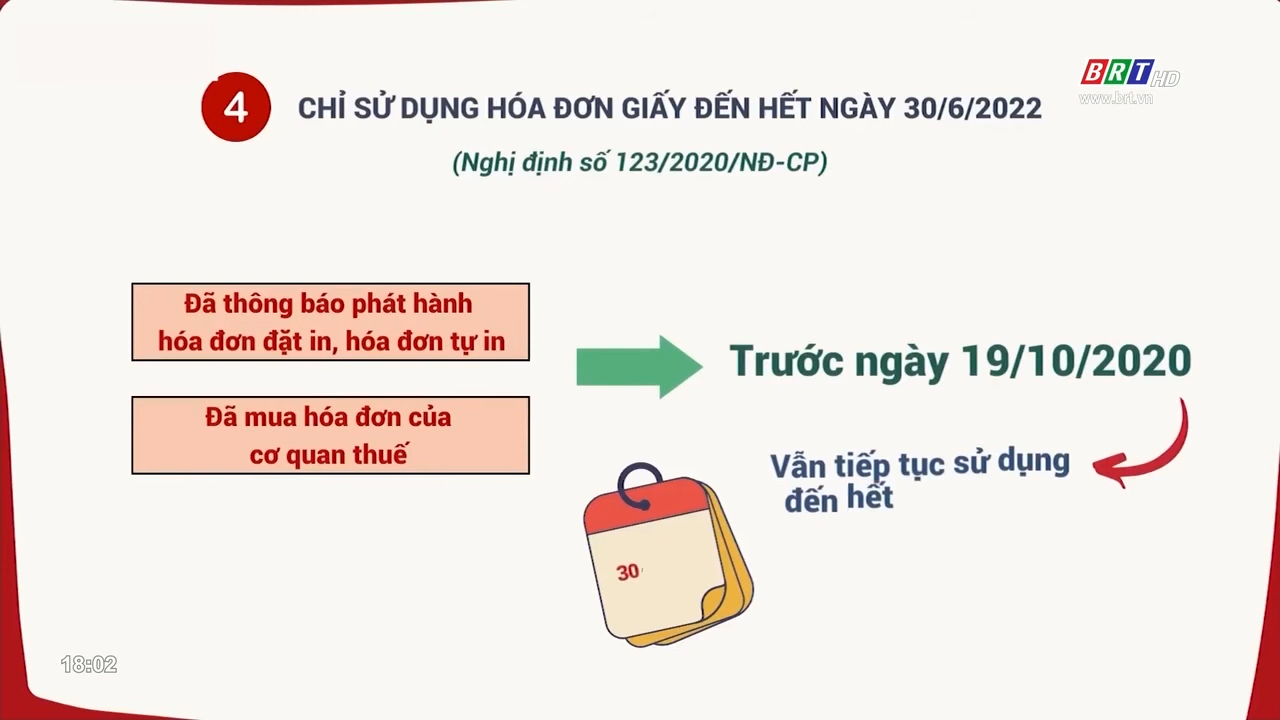 4
CHỈ SỬ DỤNG HÓA ĐƠN GIẤY ĐẾN HẾT NGÀY 30/6/2022
BRT HD
www.brt.vn
(Nghị định số 123/2020/NĐ-CP)
Đã thông báo phát hành
hóa đơn đặt in, hóa đơn tự in
Trước ngày 19/10/2020
Đã mua hóa đơn của
cơ quan thuế
Vẫn tiếp tục sử dụng
đến hết
30
18:02